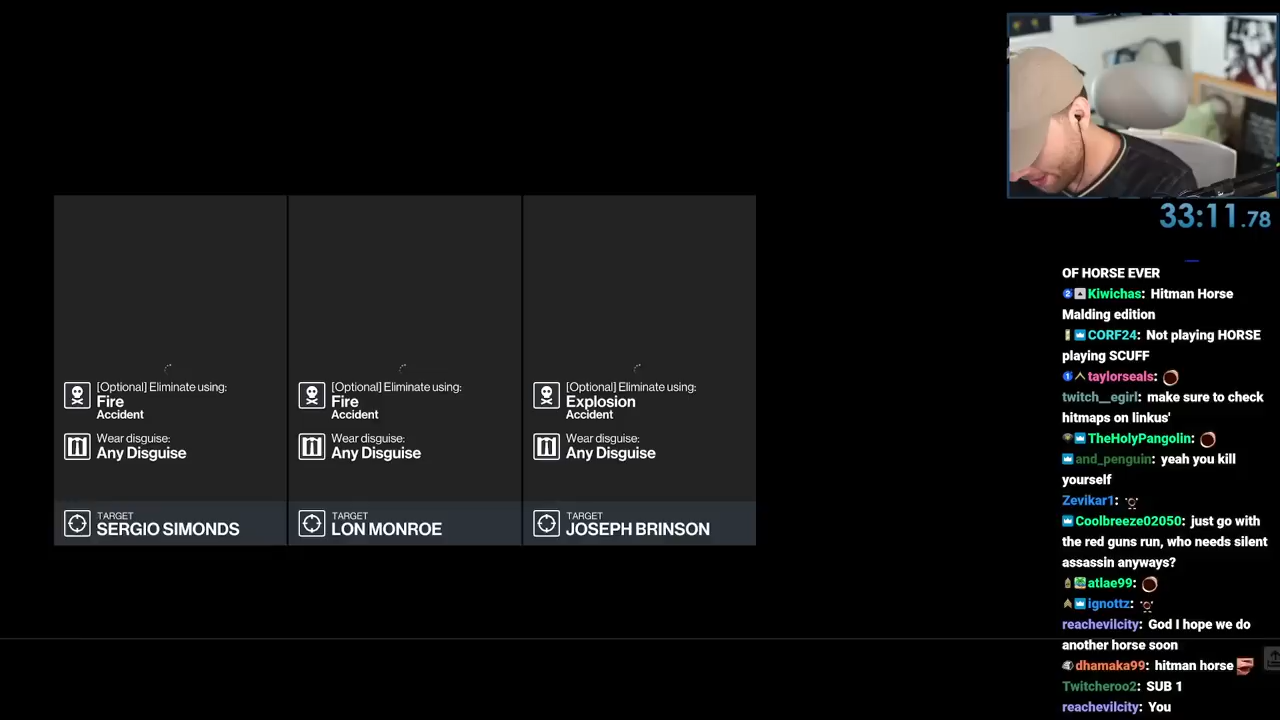 [Optional] Eliminate using:
Fire
Accident
Wear disguise:
Any Disguise
TARGET
SERGIO SIMONDS
[Optional] Eliminate using:
Fire
Accident
Wear disguise:
Any Disguise
TARGET
LON MONROE
[Optional] Eliminate using:
Explosion
Accident
Wear disguise:
Any Disguise
TARGET
JOSEPH BRINSON
33:11.78
OF HORSE EVER
Kiwichas: Hitman Horse
Malding edition
CORF24: Not playing HORSE
playing SCUFF
taylorseals:
twitch__egirl: make sure to check
hitmaps on linkus'
TheHolyPangolin:
and_penguin: yeah you kill
yourself
Zevikar1:
Coolbreeze02050: just go with
the red guns run, who needs silent
assassin anyways?
atlae99:
ignottz:
reachevilcity: God I hope we do
another horse soon
dhamaka99: hitman horse
Twitcheroo2: SUB 1
reachevilcity: You